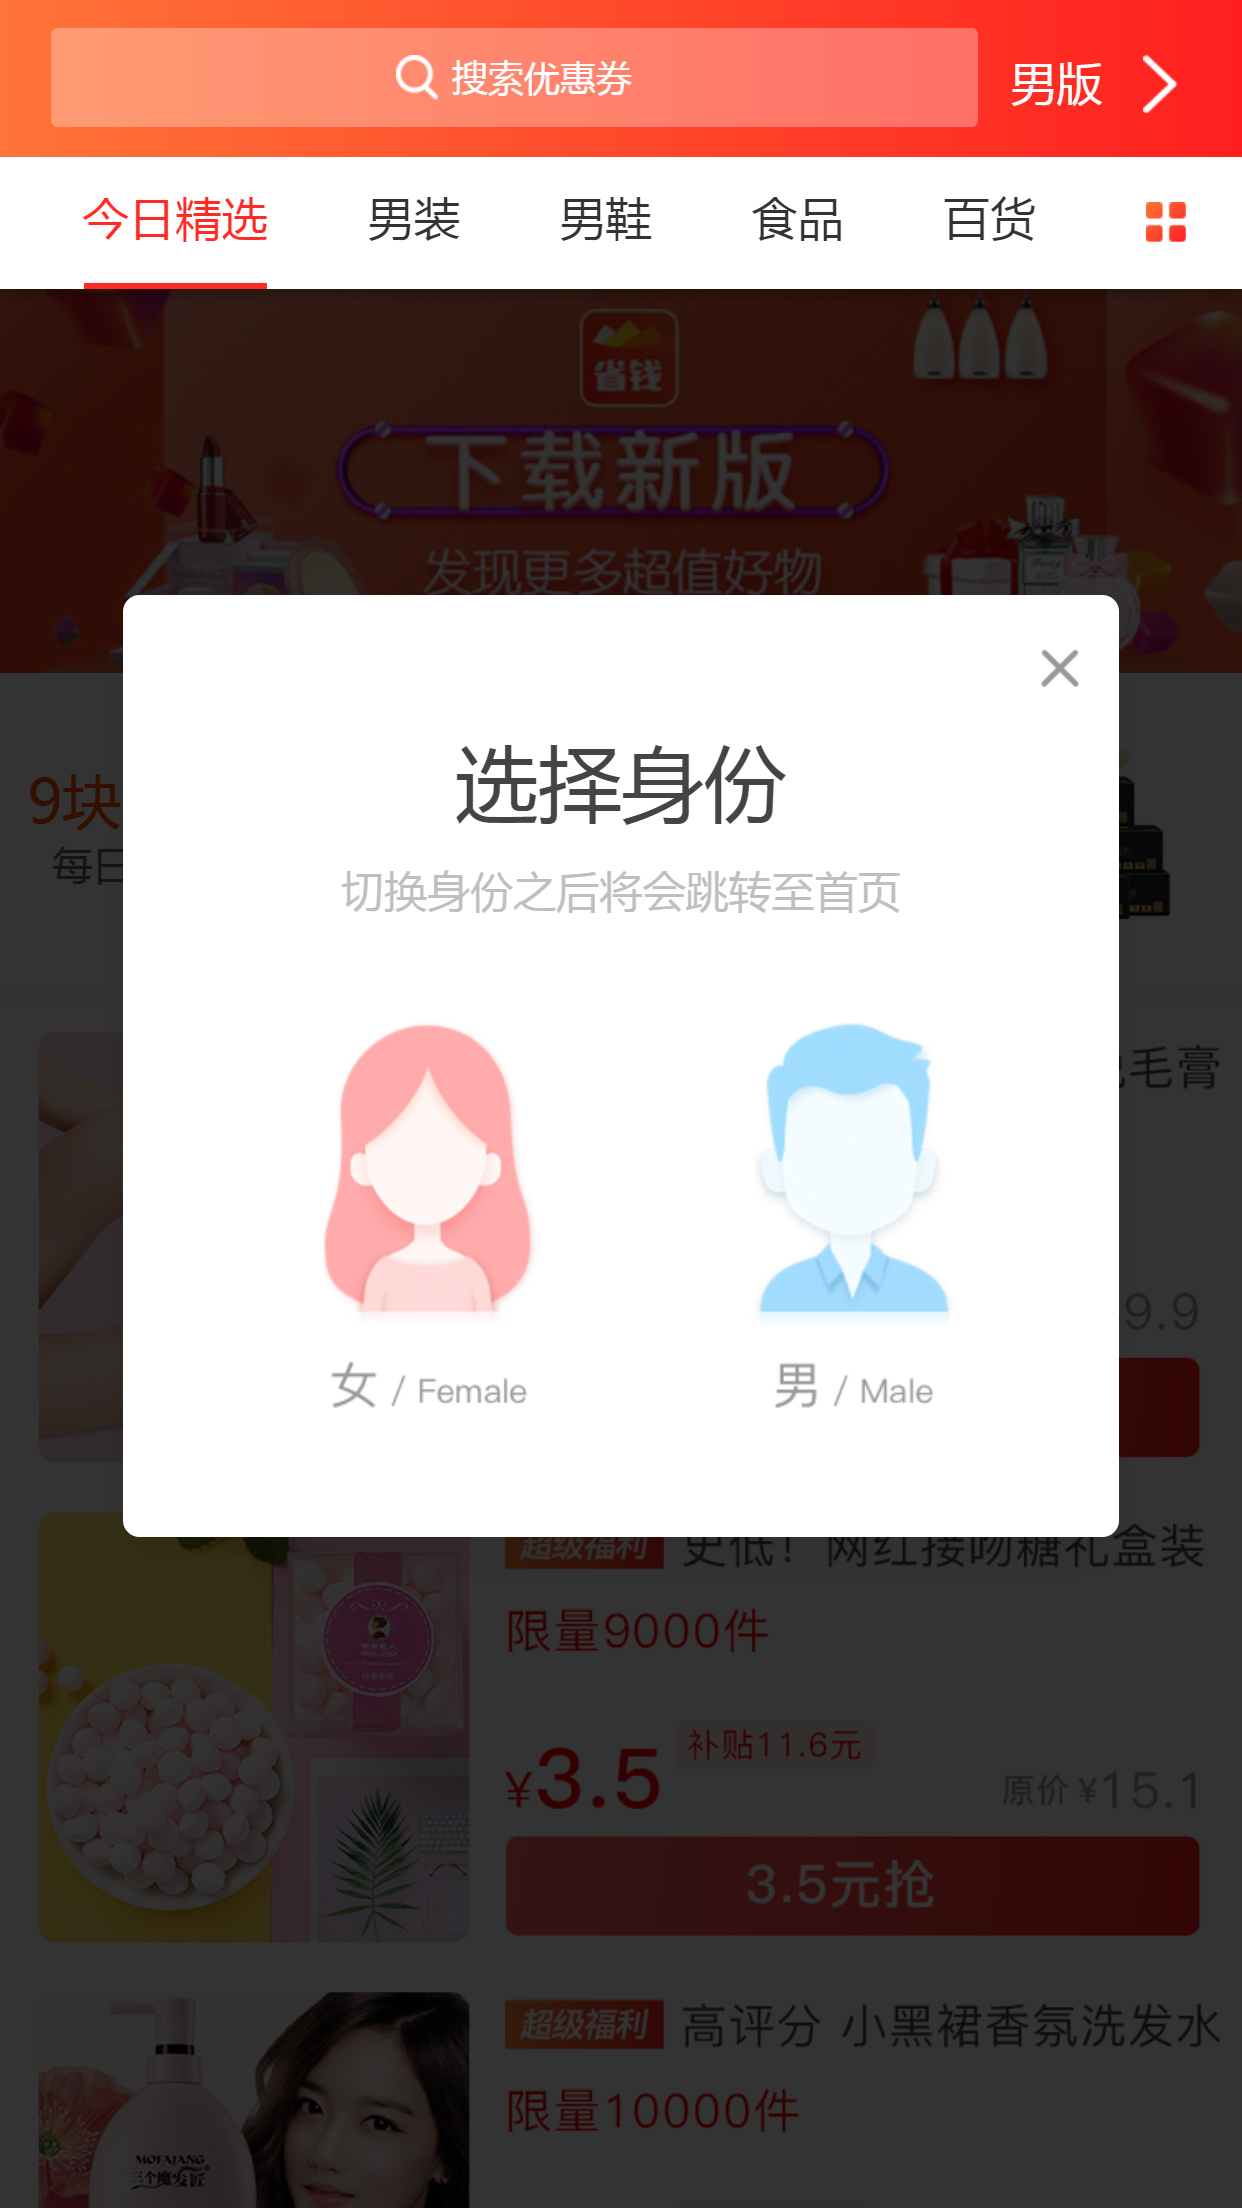 搜索优惠券
男版
今日精选 男装 男鞋 食品 百货
省钱
下载新版
发现更多超值好物
选择身份
切换身份之后将会跳转至首页
9块
每日
毛膏
9.9
女 / Female
男 / Male
超级福利 更低！网红接吻糖礼盒装
限量9000件
补贴11.6元
¥3.5
原价 ¥15.1
3.5元抢
超级福利 高评分 小黑裙香氛洗发水
限量10000件
MOFAJANG
三个魔发匠